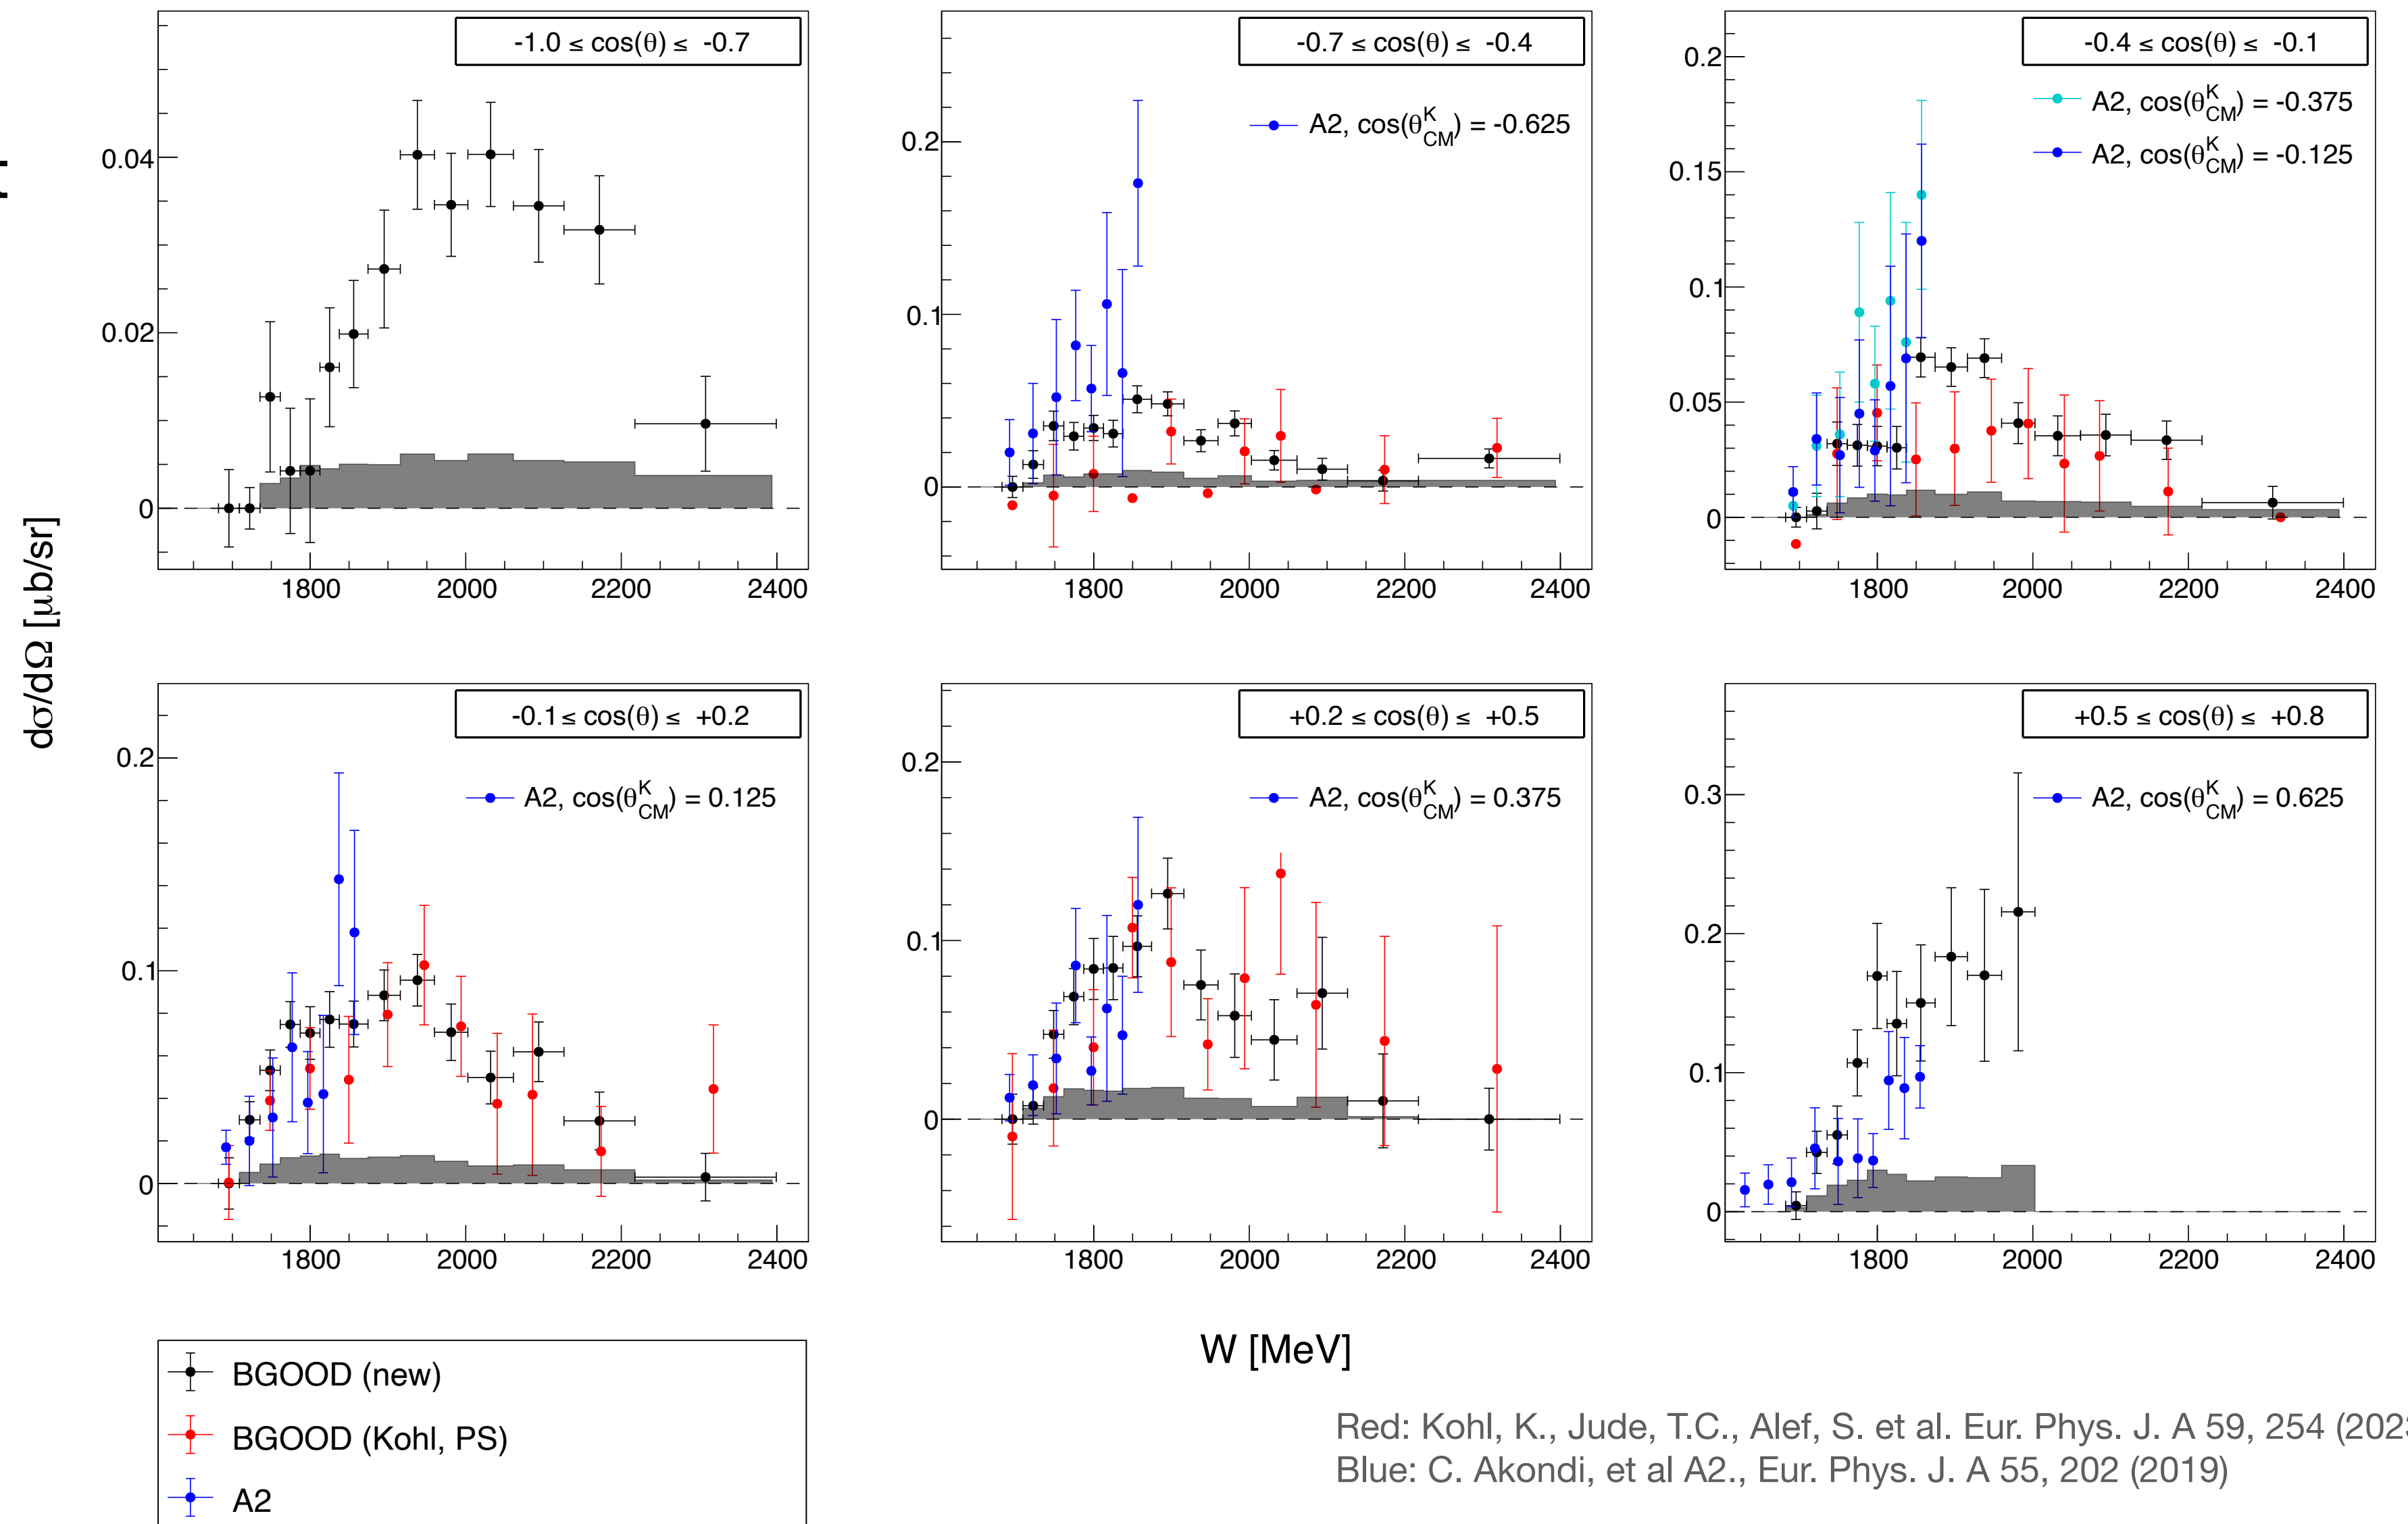 -1.0 ≤ cos(θ) ≤ -0.7
0.04
0.02
0
1800 2000 2200 2400
-0.7 ≤ cos(θ) ≤ -0.4
A2, cos(θ^K_CM) = -0.625
0.2
0.1
0
1800 2000 2200 2400
-0.4 ≤ cos(θ) ≤ -0.1
A2, cos(θ^K_CM) = -0.375
A2, cos(θ^K_CM) = -0.125
0.2
0.15
0.1
0.05
0
1800 2000 2200 2400
dσ/dΩ [μb/sr]
-0.1 ≤ cos(θ) ≤ +0.2
A2, cos(θ^K_CM) = 0.125
0.2
0.1
0
1800 2000 2200 2400
+0.2 ≤ cos(θ) ≤ +0.5
A2, cos(θ^K_CM) = 0.375
0.2
0.1
0
1800 2000 2200 2400
+0.5 ≤ cos(θ) ≤ +0.8
A2, cos(θ^K_CM) = 0.625
0.3
0.2
0.1
0
1800 2000 2200 2400
W [MeV]
BGOOD (new)
BGOOD (Kohl, PS)
A2
Red: Kohl, K., Jude, T.C., Alef, S. et al. Eur. Phys. J. A 59, 254
Blue: C. Akondi, et al A2., Eur. Phys. J. A 55, 202 (2019)